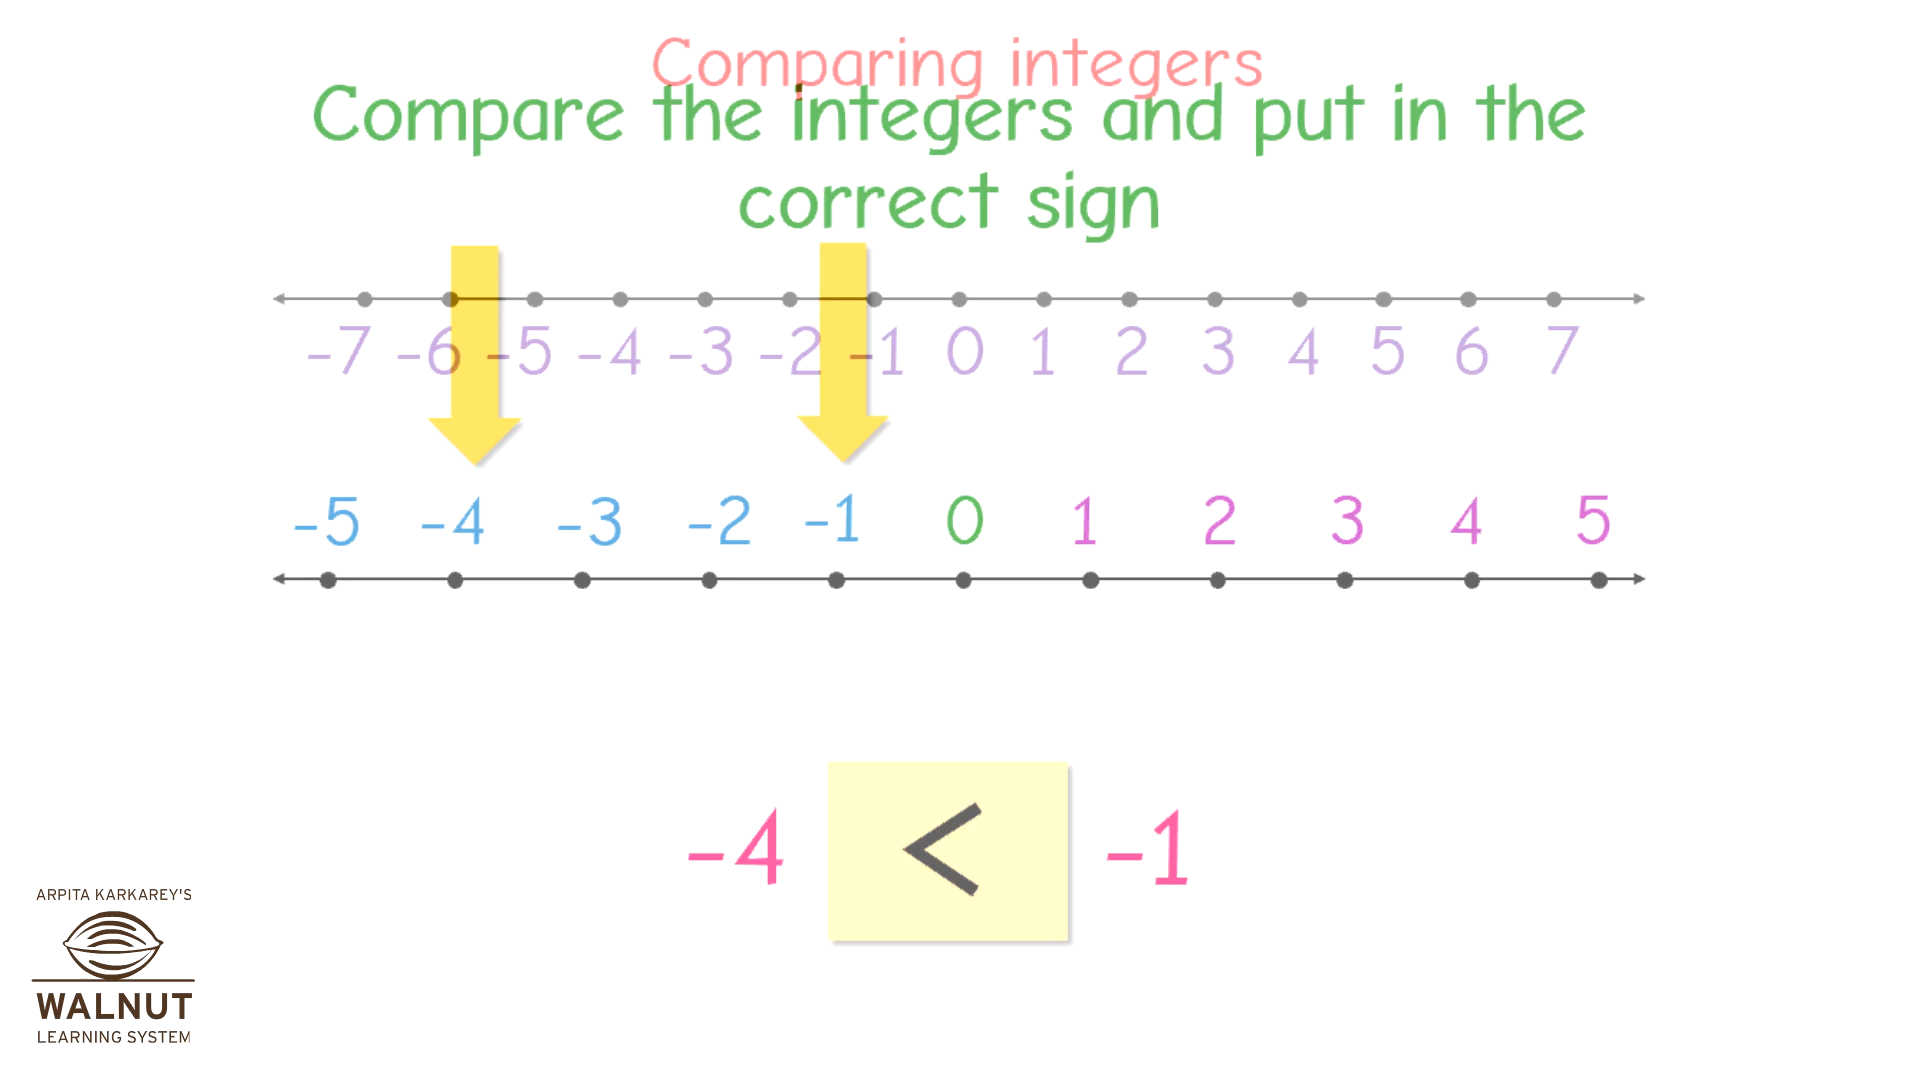 Comparing integers
Compare the integers and put in the
correct sign
-7 -6 -5 -4 -3 -2 -1 0 1 2 3 4 5 6 7
-5 -4 -3 -2 -1 0 1 2 3 4 5
-4 < -1
ARPITA KARKAREY'S
WALNUT
LEARNING SYSTEM